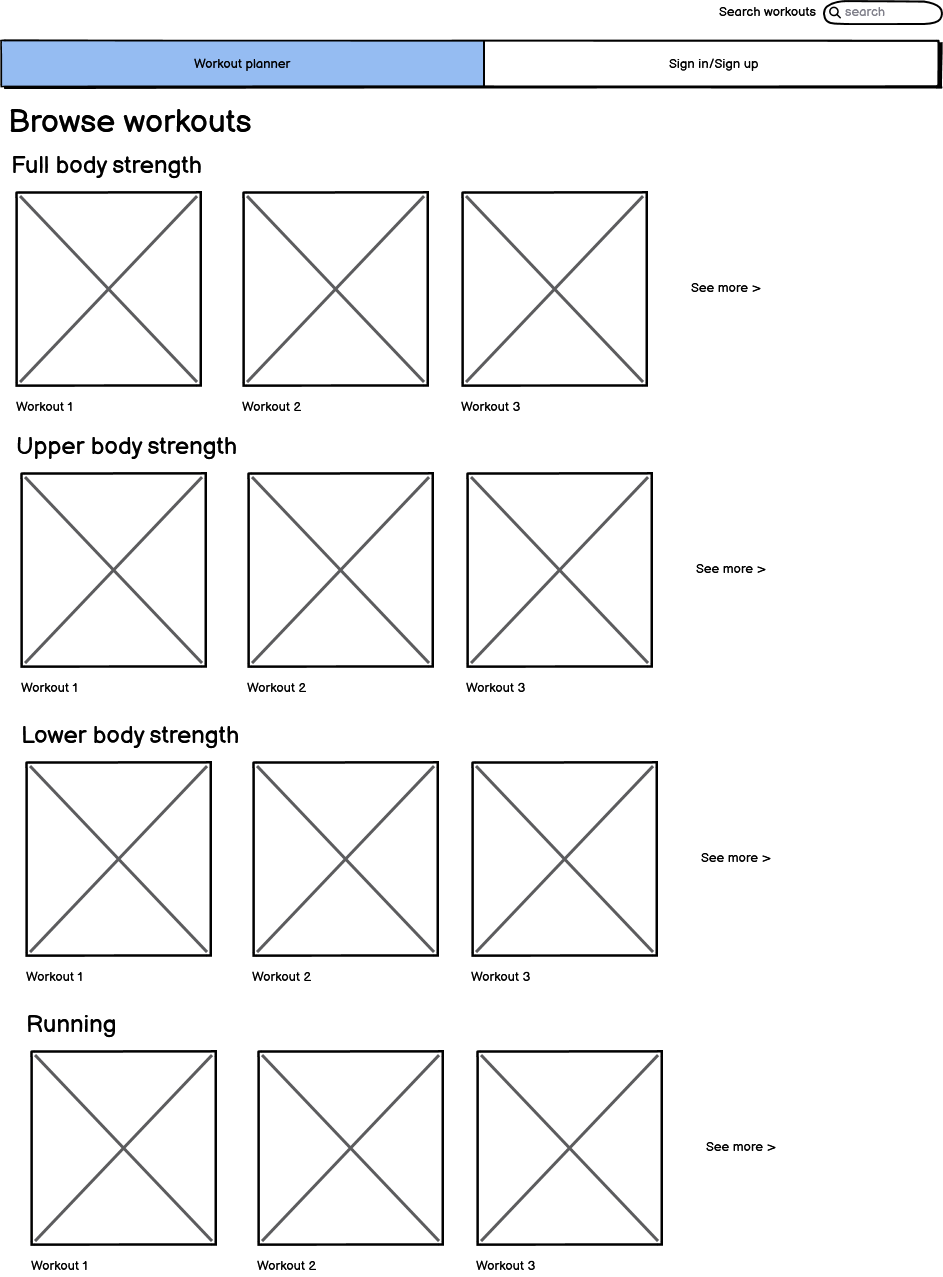 Search workouts search
Workout planner Sign in/Sign up
Browse workouts
Full body strength
See more >
Workout 1 Workout 2 Workout 3
Upper body strength
See more >
Workout 1 Workout 2 Workout 3
Lower body strength
See more >
Workout 1 Workout 2 Workout 3
Running
See more >
Workout 1 Workout 2 Workout 3